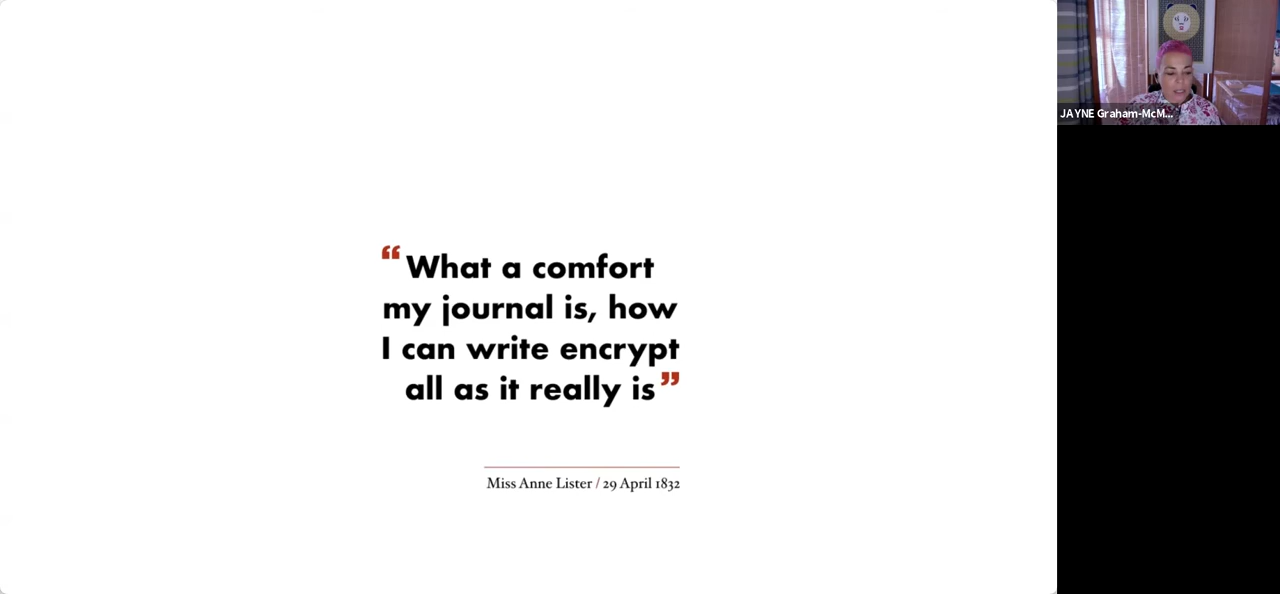 “What a comfort
my journal is, how
I can write encrypt
all as it really is”
Miss Anne Lister / 29 April 1832
JAYNE Graham-McM...